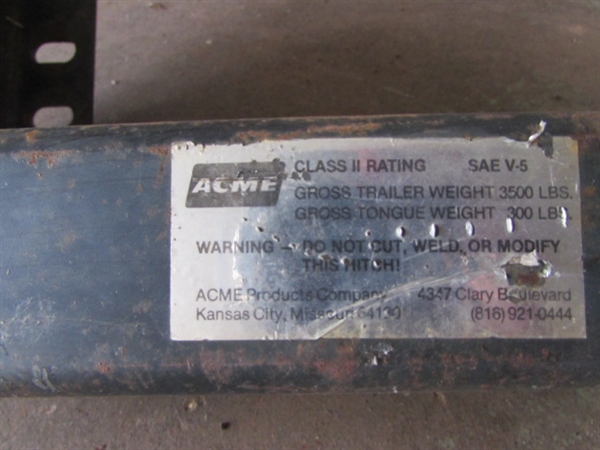 ACME CLASS II RATING SAE V-5
GROSS TRAILER WEIGHT 3500 LBS.
GROSS TONGUE WEIGHT 300 LBS.
WARNING — DO NOT CUT, WELD, OR MODIFY
THIS HITCH!
ACME Products Company 4347 Clary Boulevard
Kansas City, Missouri 64130 (816) 921-0444